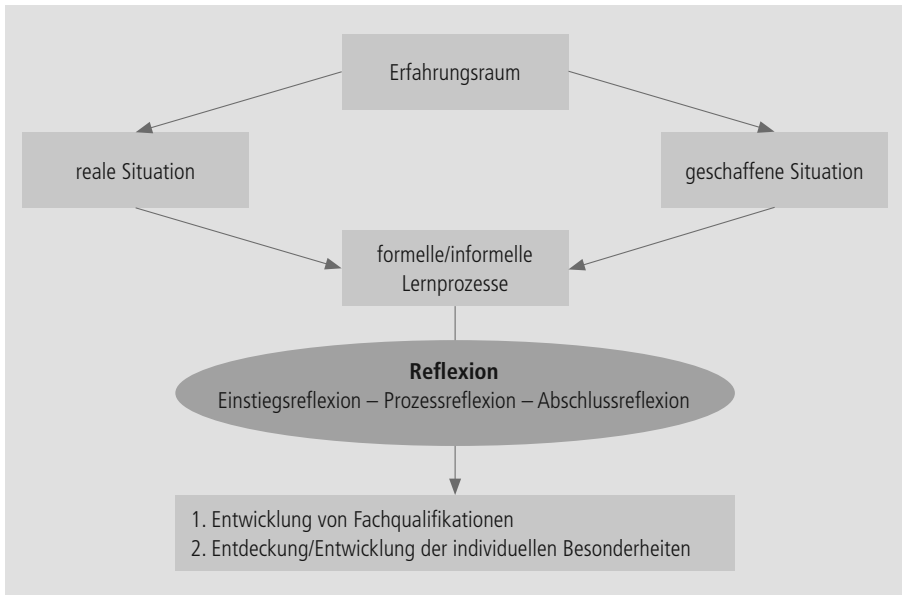 Erfahrungsraum
reale Situation
geschaffene Situation
formelle/informelle
Lernprozesse
Reflexion
Einstiegsreflexion – Prozessreflexion – Abschlussreflexion
1. Entwicklung von Fachqualifikationen
2. Entdeckung/Entwicklung der individuellen Besonderheiten